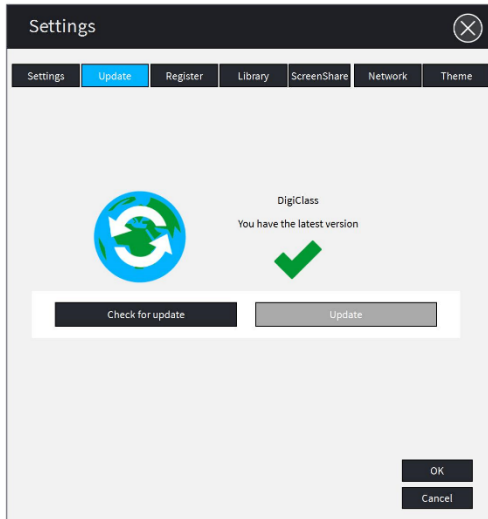 Settings
Settings Update Register Library ScreenShare Network Theme
DigiClass
You have the latest version
Check for update Update
OK
Cancel